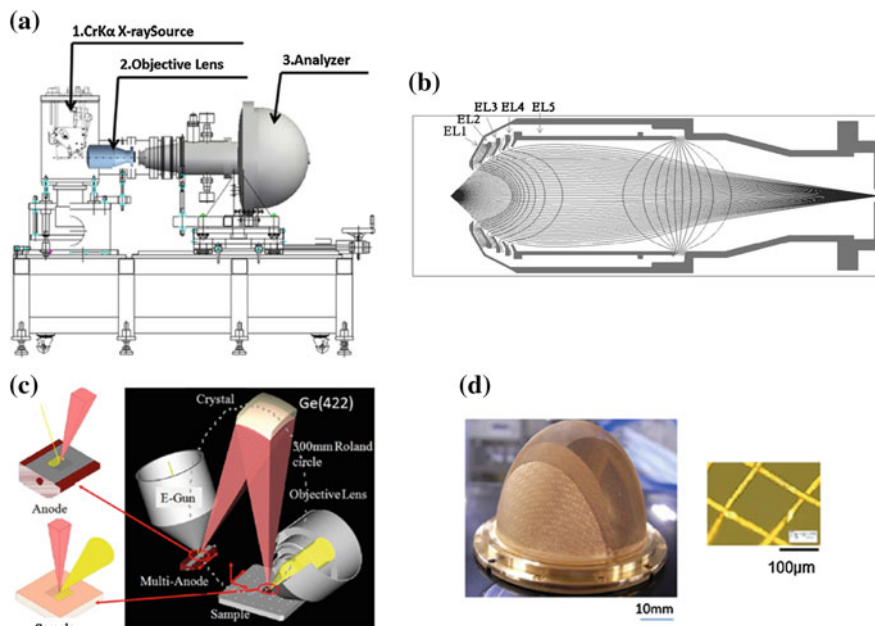 (a)
1.CrKα X-raySource
2.Objective Lens
3.Analyzer
(b)
EL1
EL2
EL3
EL4
EL5
(c)
Crystal
Ge(422)
300mm Roland
circle
Objective Lens
E-Gun
Anode
Multi-Anode
Sample
(d)
10mm
100μm